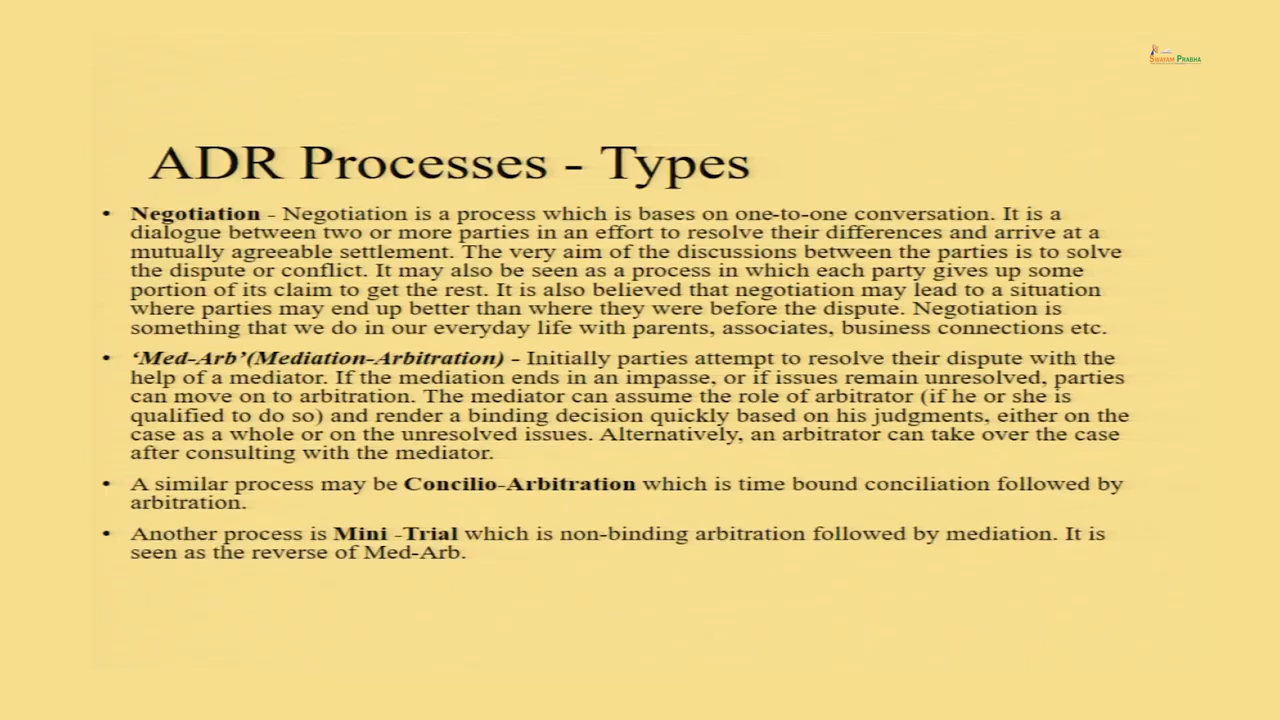 SWAYAM PRABHA
ADR Processes - Types
• Negotiation - Negotiation is a process which is bases on one-to-one conversation. It is a
dialogue between two or more parties in an effort to resolve their differences and arrive at a
mutually agreeable settlement. The very aim of the discussions between the parties is to solve
the dispute or conflict. It may also be seen as a process in which each party gives up some
portion of its claim to get the rest. It is also believed that negotiation may lead to a situation
where parties may end up better than where they were before the dispute. Negotiation is
something that we do in our everyday life with parents, associates, business connections etc.
• ‘Med-Arb’(Mediation-Arbitration) - Initially parties attempt to resolve their dispute with the
help of a mediator. If the mediation ends in an impasse, or if issues remain unresolved, parties
can move on to arbitration. The mediator can assume the role of arbitrator (if he or she is
qualified to do so) and render a binding decision quickly based on his judgments, either on the
case as a whole or on the unresolved issues. Alternatively, an arbitrator can take over the case
after consulting with the mediator.
• A similar process may be Concilio-Arbitration which is time bound conciliation followed by
arbitration.
• Another process is Mini -Trial which is non-binding arbitration followed by mediation. It is
seen as the reverse of Med-Arb.